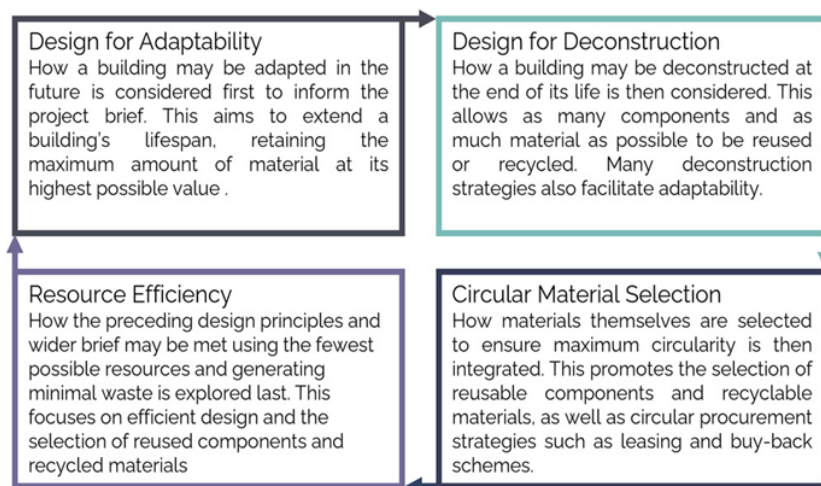 Design for Adaptability
How a building may be adapted in the
future is considered first to inform the
project brief. This aims to extend a
building's lifespan, retaining the
maximum amount of material at its
highest possible value .
Design for Deconstruction
How a building may be deconstructed at
the end of its life is then considered. This
allows as many components and as
much material as possible to be reused
or recycled. Many deconstruction
strategies also facilitate adaptability.
Resource Efficiency
How the preceding design principles and
wider brief may be met using the fewest
possible resources and generating
minimal waste is explored last. This
focuses on efficient design and the
selection of reused components and
recycled materials
Circular Material Selection
How materials themselves are selected
to ensure maximum circularity is then
integrated. This promotes the selection of
reusable components and recyclable
materials, as well as circular procurement
strategies such as leasing and buy-back
schemes.